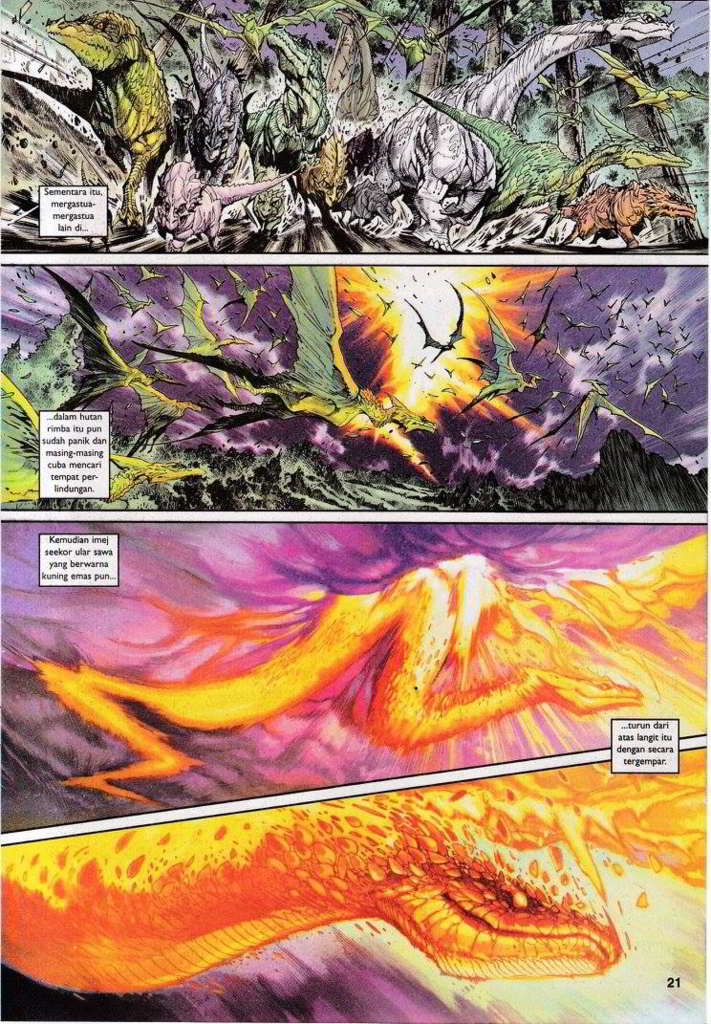 Sementara itu,
mergastua-
mergastua
lain di...
...dalam hutan
rimba itu pun
sudah panik dan
masing-masing
cuba mencari
tempat per-
lindungan.
Kemudian imej
seekor ular sawa
yang berwarna
kuning emas pun...
...turun dari
atas langit itu
dengan secara
tergempar.
21